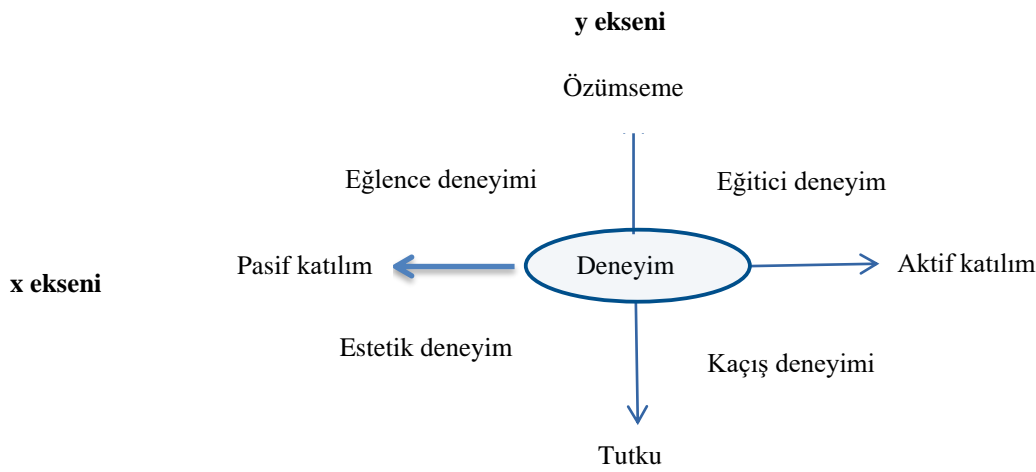 y ekseni
Özümseme
Eğlence deneyimi
Eğitici deneyim
x ekseni
Pasif katılım
Deneyim
Aktif katılım
Estetik deneyim
Kaçış deneyimi
Tutku